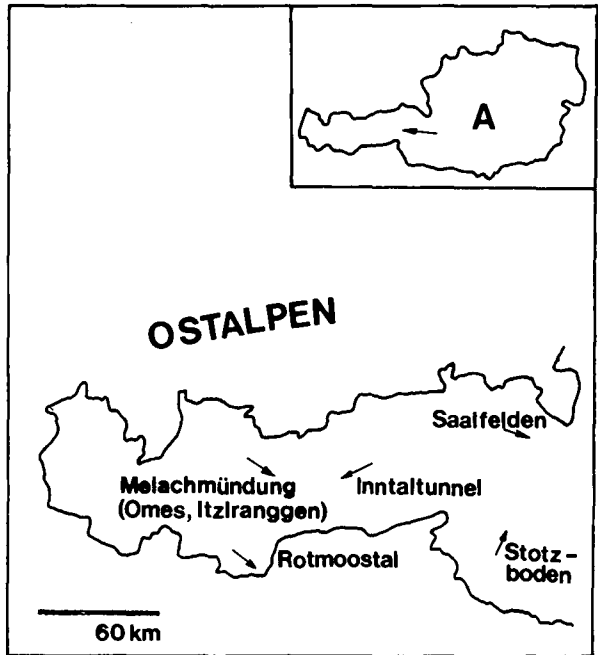 A
OSTALPEN
Saalfelden
Melachmündung
(Omes, Itzlranggen)
Inntaltunnel
Rotmoostal
Stotz-
boden
60 km